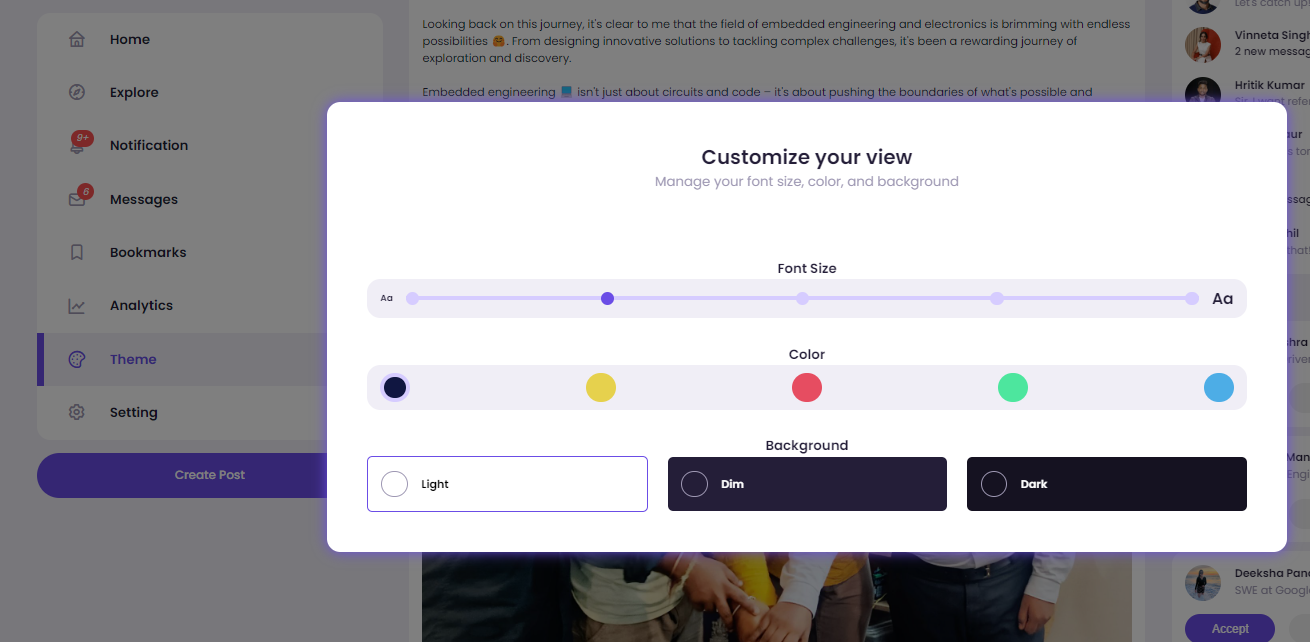 Home
Explore
9+
Notification
6
Messages
Bookmarks
Analytics
Theme
Setting
Create Post
Looking back on this journey, it's clear to me that the field of embedded engineering and electronics is brimming with endless
possibilities 🤗. From designing innovative solutions to tackling complex challenges, it's been a rewarding journey of
exploration and discovery.
Embedded engineering 📘 isn't just about circuits and code – it's about pushing the boundaries of what's possible and
Customize your view
Manage your font size, color, and background
Font Size
Aa
Aa
Color
Background
Light
Dim
Dark
Let's catch up!
Vinneta Singh
2 new messag
Hritik Kumar
Sir, I want refer
Deeksha Pand
SWE at Google
Accept